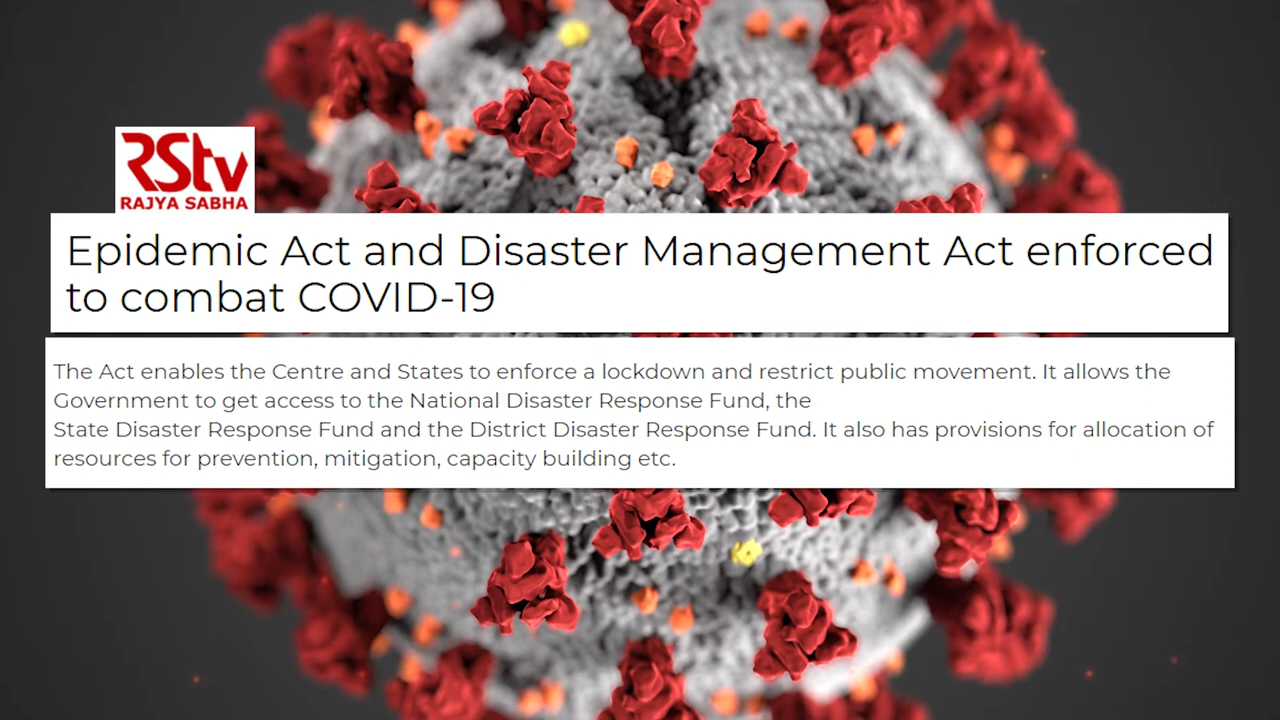 RStv
RAJYA SABHA
Epidemic Act and Disaster Management Act enforced
to combat COVID-19
The Act enables the Centre and States to enforce a lockdown and restrict public movement. It allows the
Government to get access to the National Disaster Response Fund, the
State Disaster Response Fund and the District Disaster Response Fund. It also has provisions for allocation of
resources for prevention, mitigation, capacity building etc.